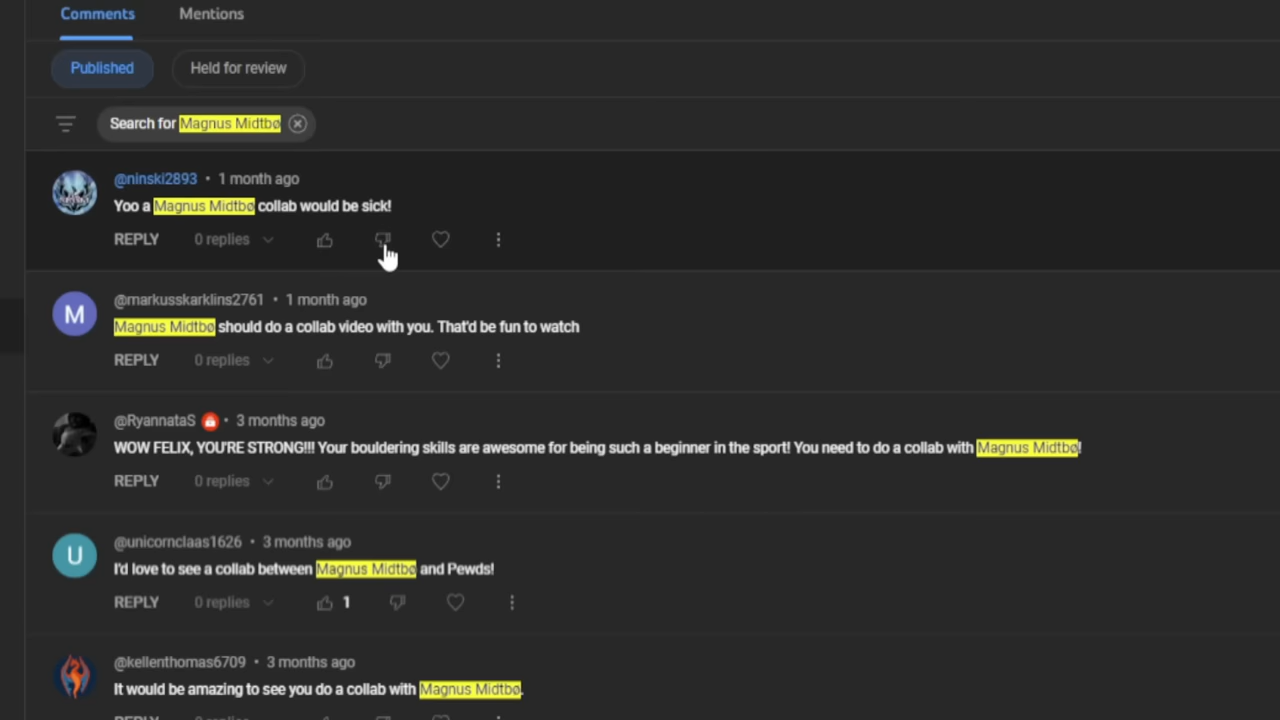 Comments Mentions
Published Held for review
Search for Magnus Midtbø
@ninski2893 • 1 month ago
Yoo a Magnus Midtbø collab would be sick!
REPLY 0 replies
M
@markusskarklins2761 • 1 month ago
Magnus Midtbø should do a collab video with you. That'd be fun to watch
REPLY 0 replies
@RyannataS • 3 months ago
WOW FELIX, YOU'RE STRONG!!! Your bouldering skills are awesome for being such a beginner in the sport! You need to do a collab with Magnus Midtbø!
REPLY 0 replies
U
@unicornclaas1626 • 3 months ago
I'd love to see a collab between Magnus Midtbø and Pewds!
REPLY 0 replies 1
@kellenthomas6709 • 3 months ago
It would be amazing to see you do a collab with Magnus Midtbø.
REPLY 0 replies